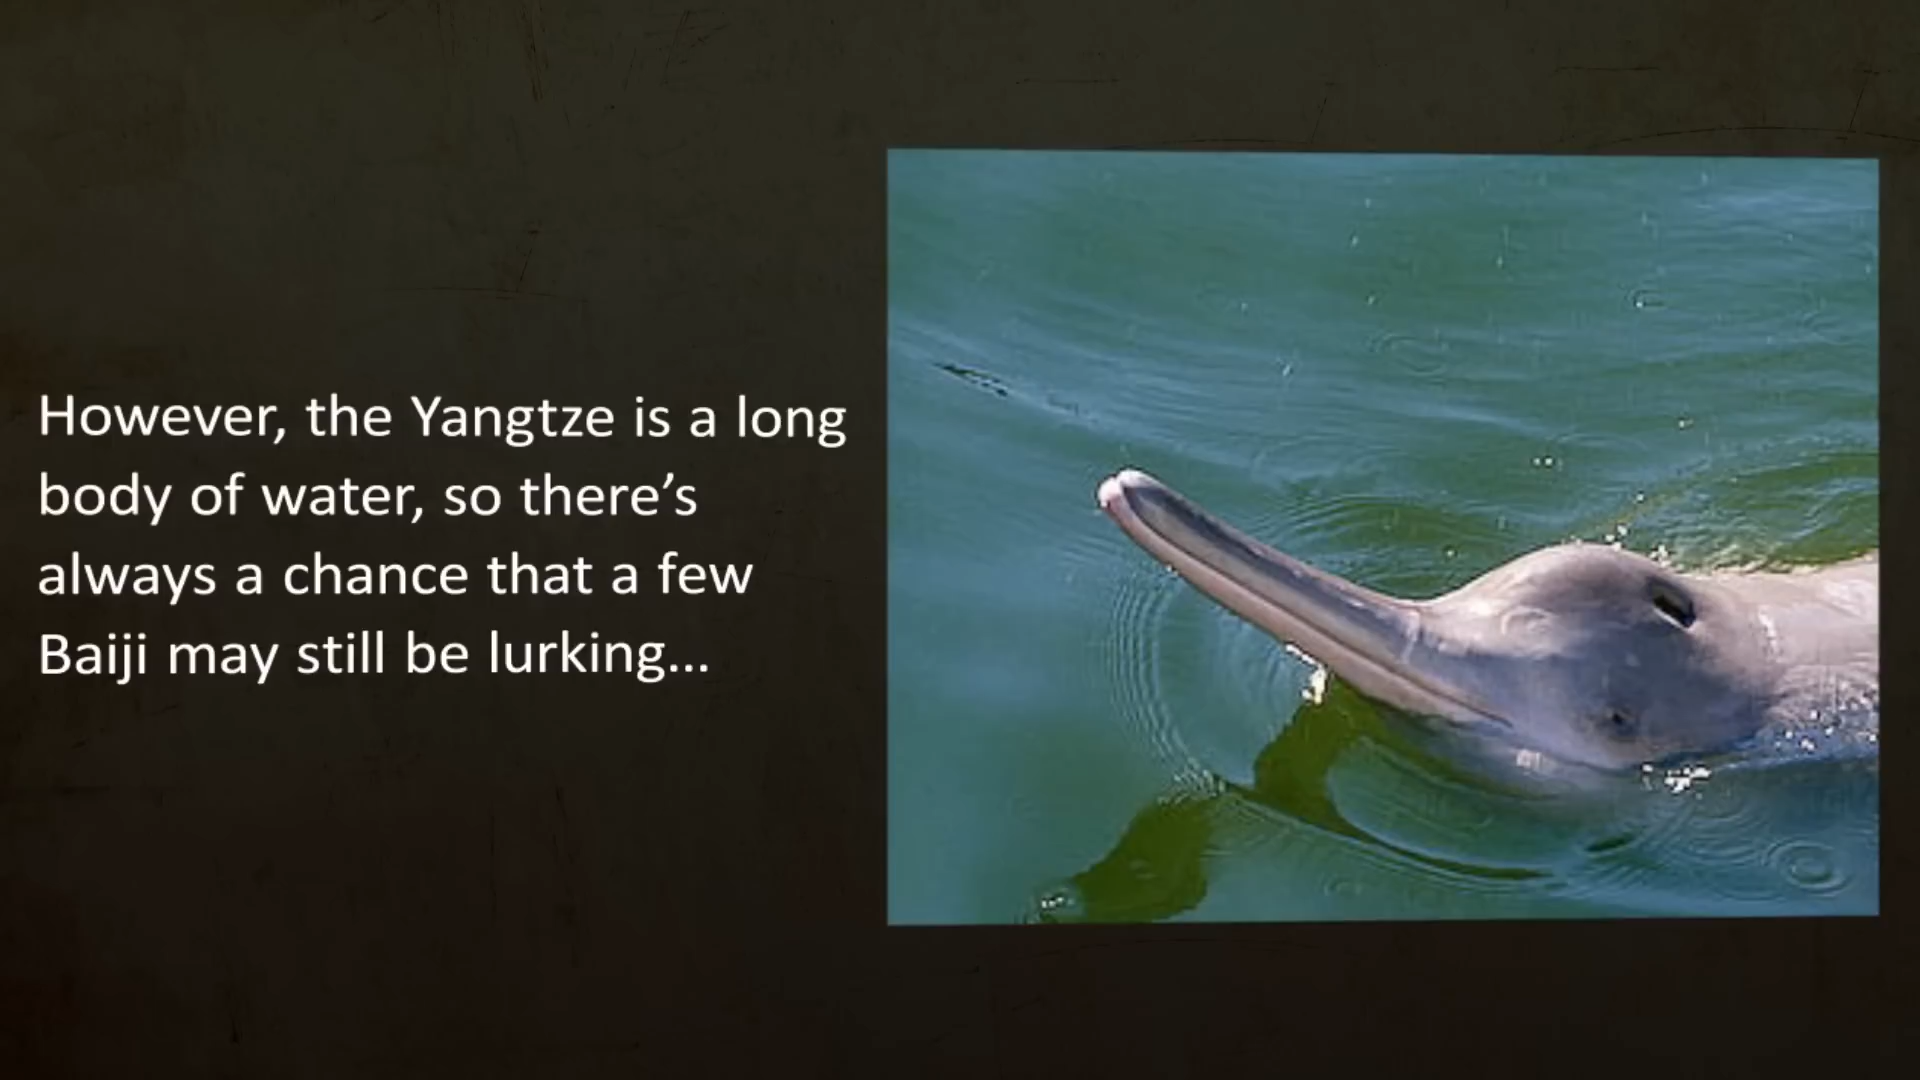 However, the Yangtze is a long
body of water, so there’s
always a chance that a few
Baiji may still be lurking…